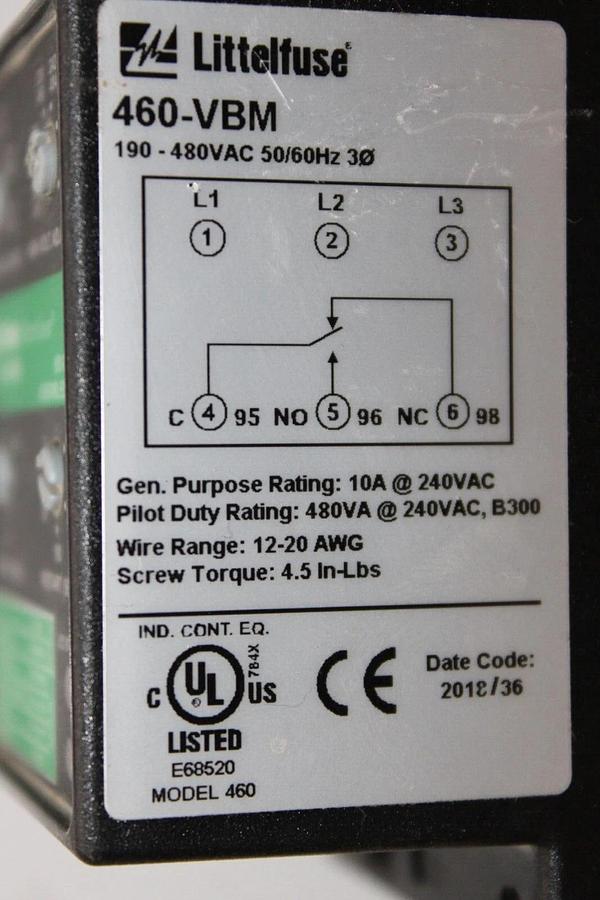 Littelfuse®
460-VBM
190 - 480VAC 50/60Hz 3Ø
L1 L2 L3
1 2 3
C 4 95 NO 5 96 NC 6 98
Gen. Purpose Rating: 10A @ 240VAC
Pilot Duty Rating: 480VA @ 240VAC, B300
Wire Range: 12-20 AWG
Screw Torque: 4.5 In-Lbs
IND. CONT. EQ.
784X
C UL® US
CE
Date Code:
2018/36
LISTED
E68520
MODEL 460